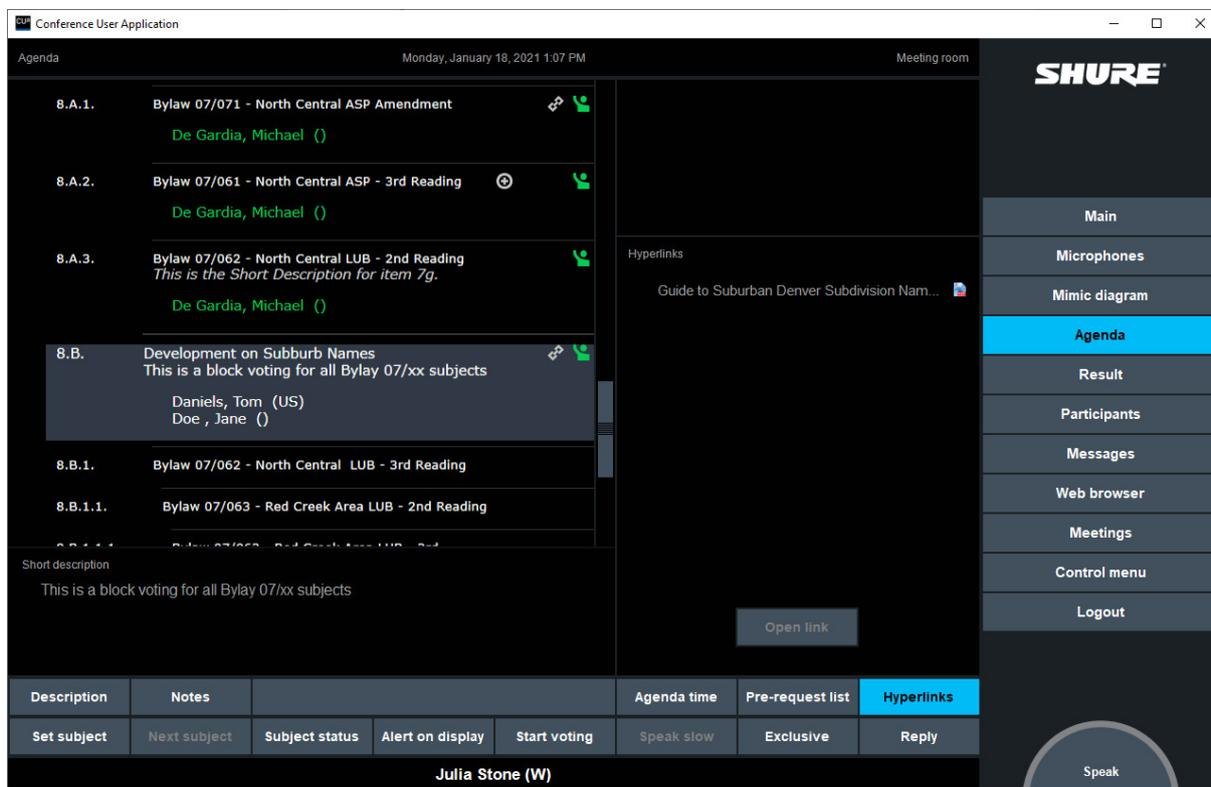 CUA Conference User Application
Agenda Monday, January 18, 2021 1:07 PM Meeting room
SHURE
8.A.1. Bylaw 07/071 - North Central ASP Amendment
De Gardia, Michael ()
8.A.2. Bylaw 07/061 - North Central ASP - 3rd Reading
De Gardia, Michael ()
8.A.3. Bylaw 07/062 - North Central LUB - 2nd Reading
This is the Short Description for item 7g.
De Gardia, Michael ()
8.B. Development on Subburb Names
This is a block voting for all Bylay 07/xx subjects
Daniels, Tom (US)
Doe , Jane ()
8.B.1. Bylaw 07/062 - North Central LUB - 3rd Reading
8.B.1.1. Bylaw 07/063 - Red Creek Area LUB - 2nd Reading
Short description
This is a block voting for all Bylay 07/xx subjects
Hyperlinks
Guide to Suburban Denver Subdivision Nam...
Open link
Main
Microphones
Mimic diagram
Agenda
Result
Participants
Messages
Web browser
Meetings
Control menu
Logout
Description Notes Agenda time Pre-request list Hyperlinks
Set subject Next subject Subject status Alert on display Start voting Speak slow Exclusive Reply
Julia Stone (W)
Speak